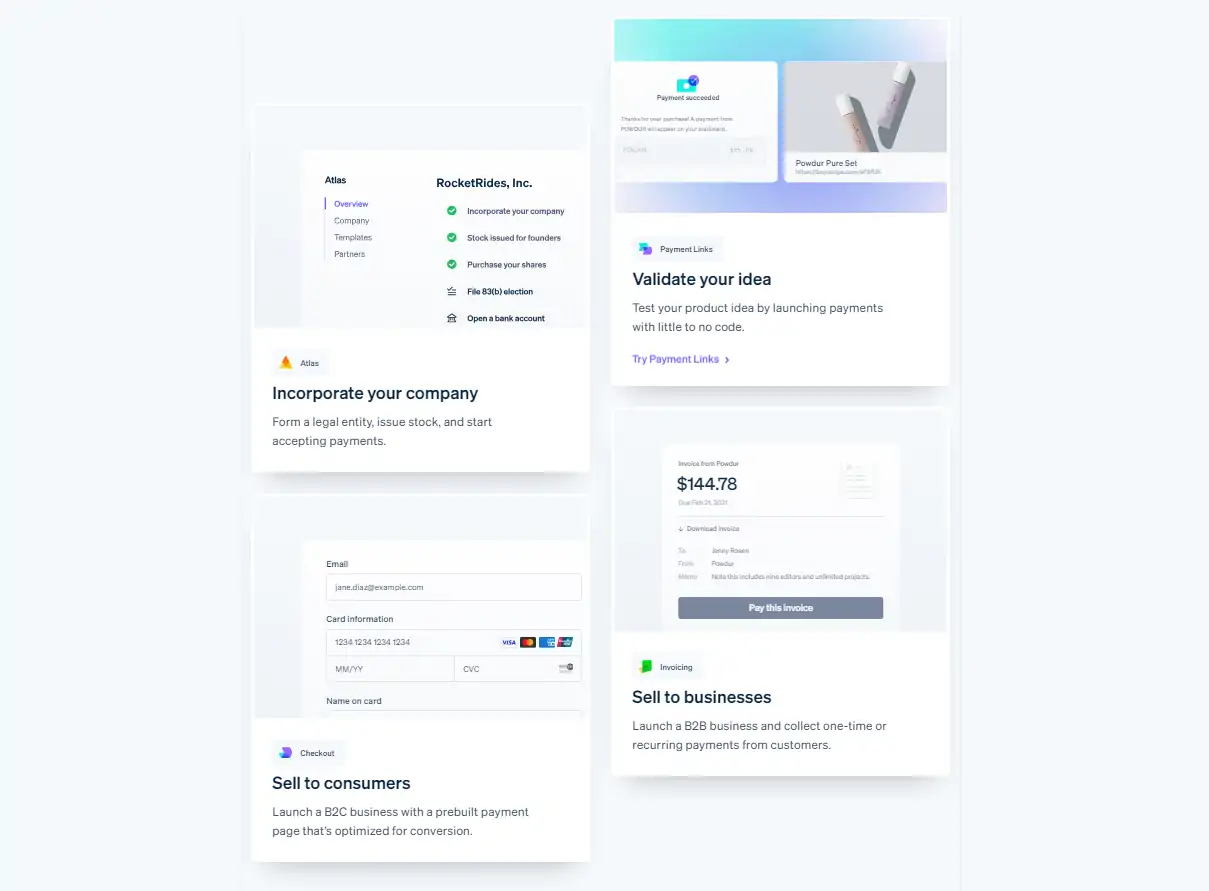 Atlas
Overview
Company
Templates
Partners
RocketRides, Inc.
Incorporate your company
Stock issued for founders
Purchase your shares
File 83(b) election
Open a bank account
Atlas
Incorporate your company
Form a legal entity, issue stock, and start
accepting payments.
Payment succeeded
Thanks for your purchase! A payment from
POWDUR will appear on your statement.
POWDUR
Powdur Pure Set
Payment Links
Validate your idea
Test your product idea by launching payments
with little to no code.
Try Payment Links
Email
jane.diaz@example.com
Card information
1234 1234 1234 1234
VISA
MM/YY
CVC
Name on card
Checkout
Sell to consumers
Launch a B2C business with a prebuilt payment
page that's optimized for conversion.
Invoice from Powdur
$144.78
Due Feb 21, 2021
Download invoice
To Jenny Rosen
From Powdur
Memo Note this includes nine editors and unlimited projects.
Pay this invoice
Invoicing
Sell to businesses
Launch a B2B business and collect one-time or
recurring payments from customers.